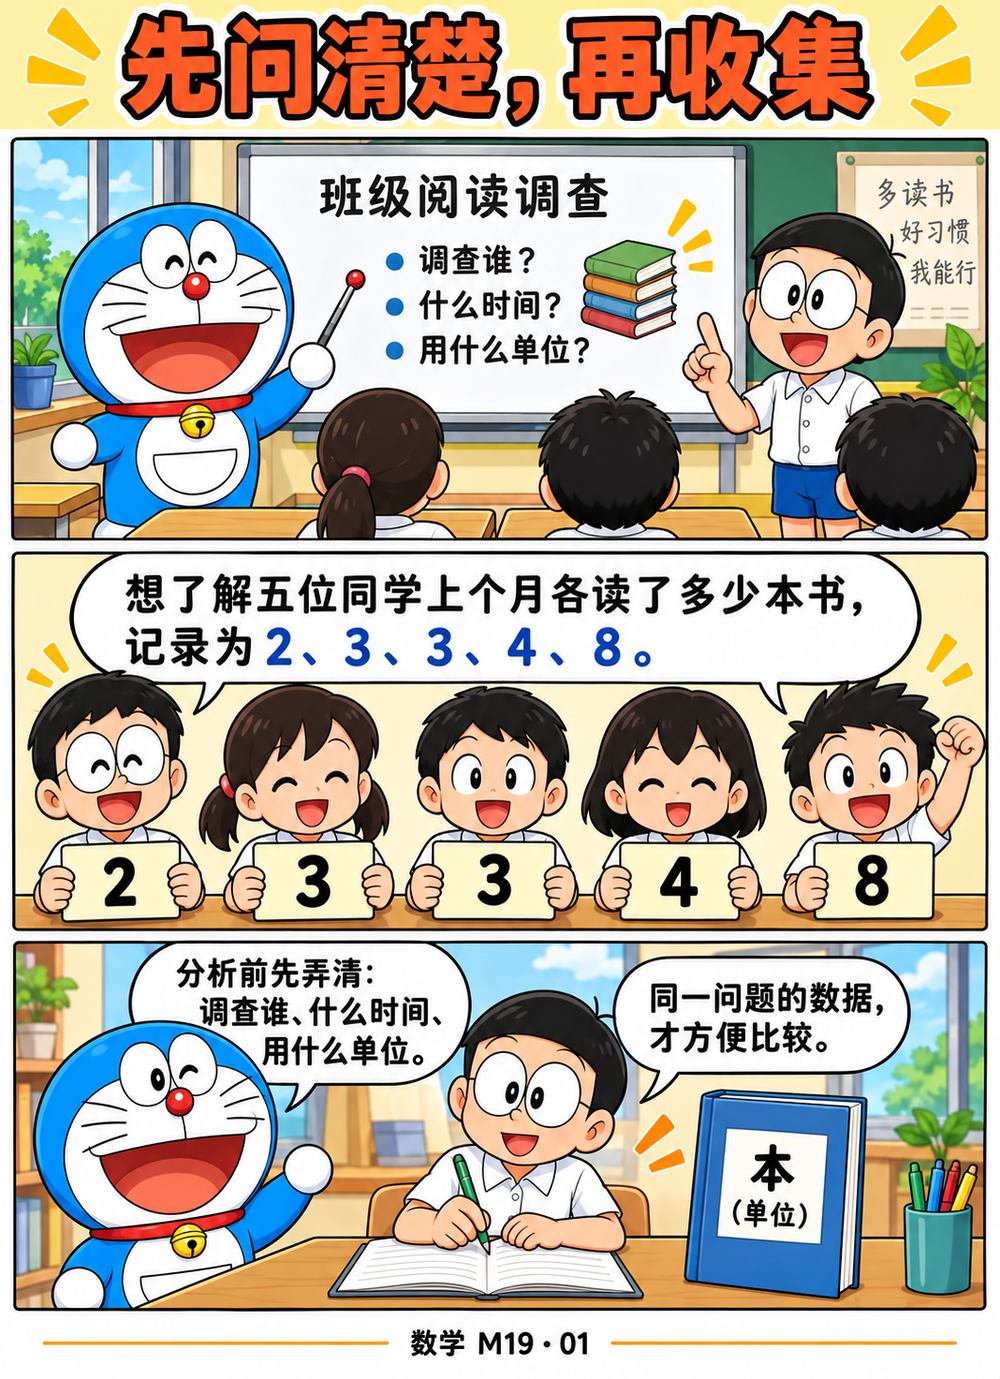 先问清楚，再收集
班级阅读调查
调查谁？
什么时间？
用什么单位？
多读书
好习惯
我能行
想了解五位同学上个月各读了多少本书，
记录为2、3、3、4、8。
2
3
3
4
8
分析前先弄清：
调查谁、什么时间、
用什么单位。
同一问题的数据，
才方便比较。
本
（单位）
数学 M19·01